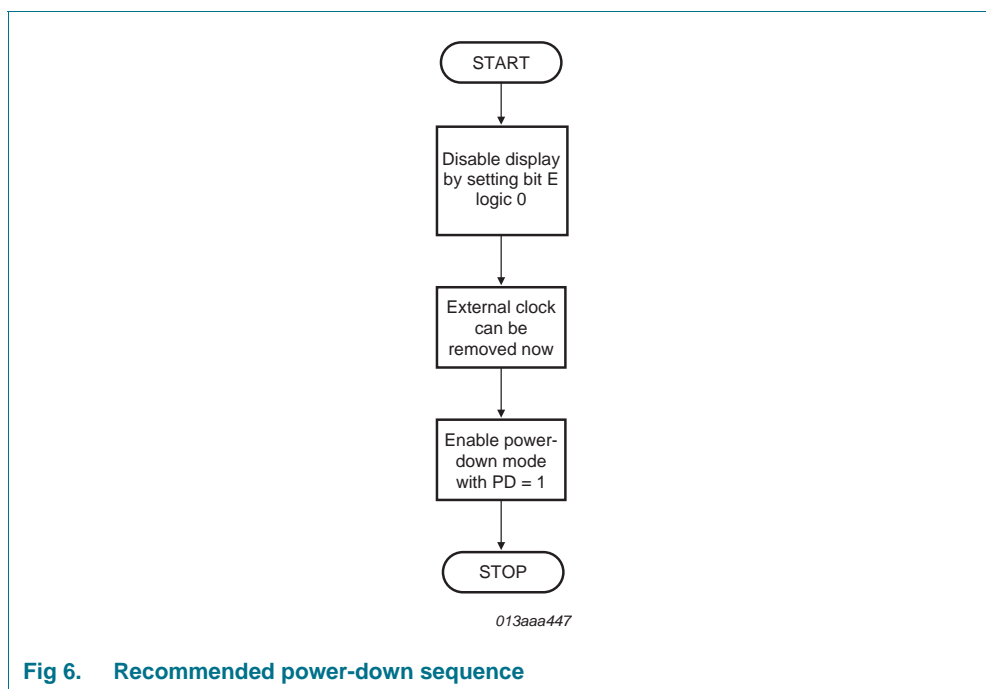 START
Disable display
by setting bit E
logic 0
External clock
can be
removed now
Enable power-
down mode
with PD = 1
STOP
013aaa447
Fig 6. Recommended power-down sequence